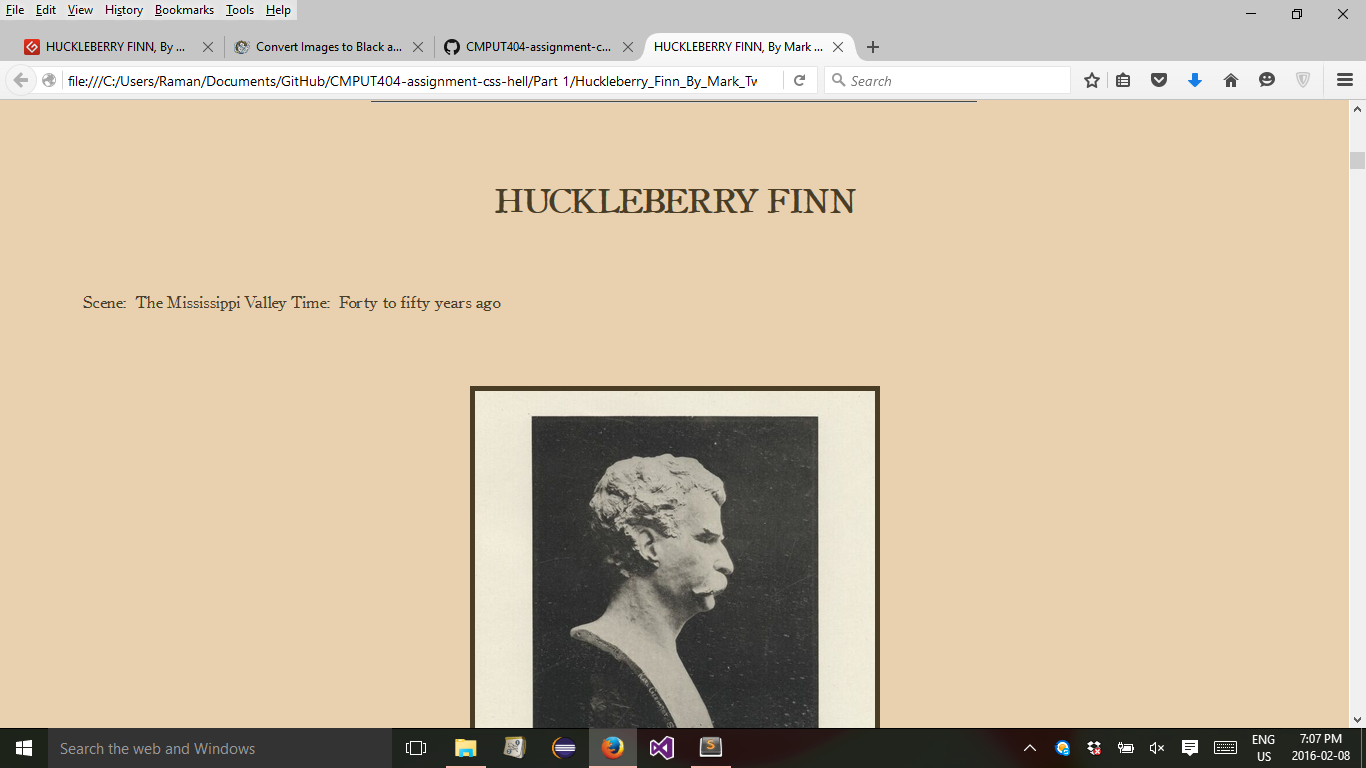 File Edit View History Bookmarks Tools Help
HUCKLEBERRY FINN, By ... Convert Images to Black a... CMPUT404-assignment-c... HUCKLEBERRY FINN, By Mark ...
file:///C:/Users/Raman/Documents/GitHub/CMPUT404-assignment-css-hell/Part 1/Huckleberry_Finn_By_Mark_Tw Search
HUCKLEBERRY FINN
Scene:  The Mississippi Valley Time:  Forty to fifty years ago
Search the web and Windows
ENG
US
7:07 PM
2016-02-08